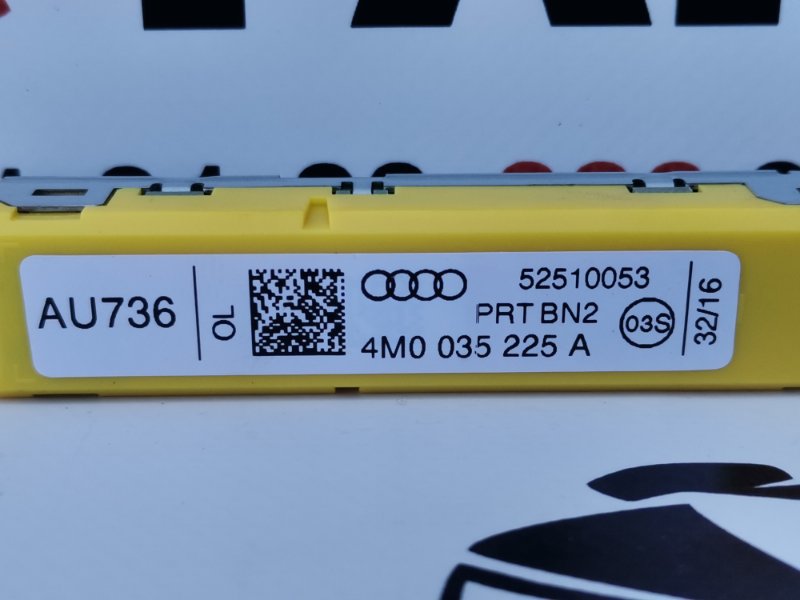 AU736
OL
52510053
PRT BN2
03S
4M0 035 225 A
32/16